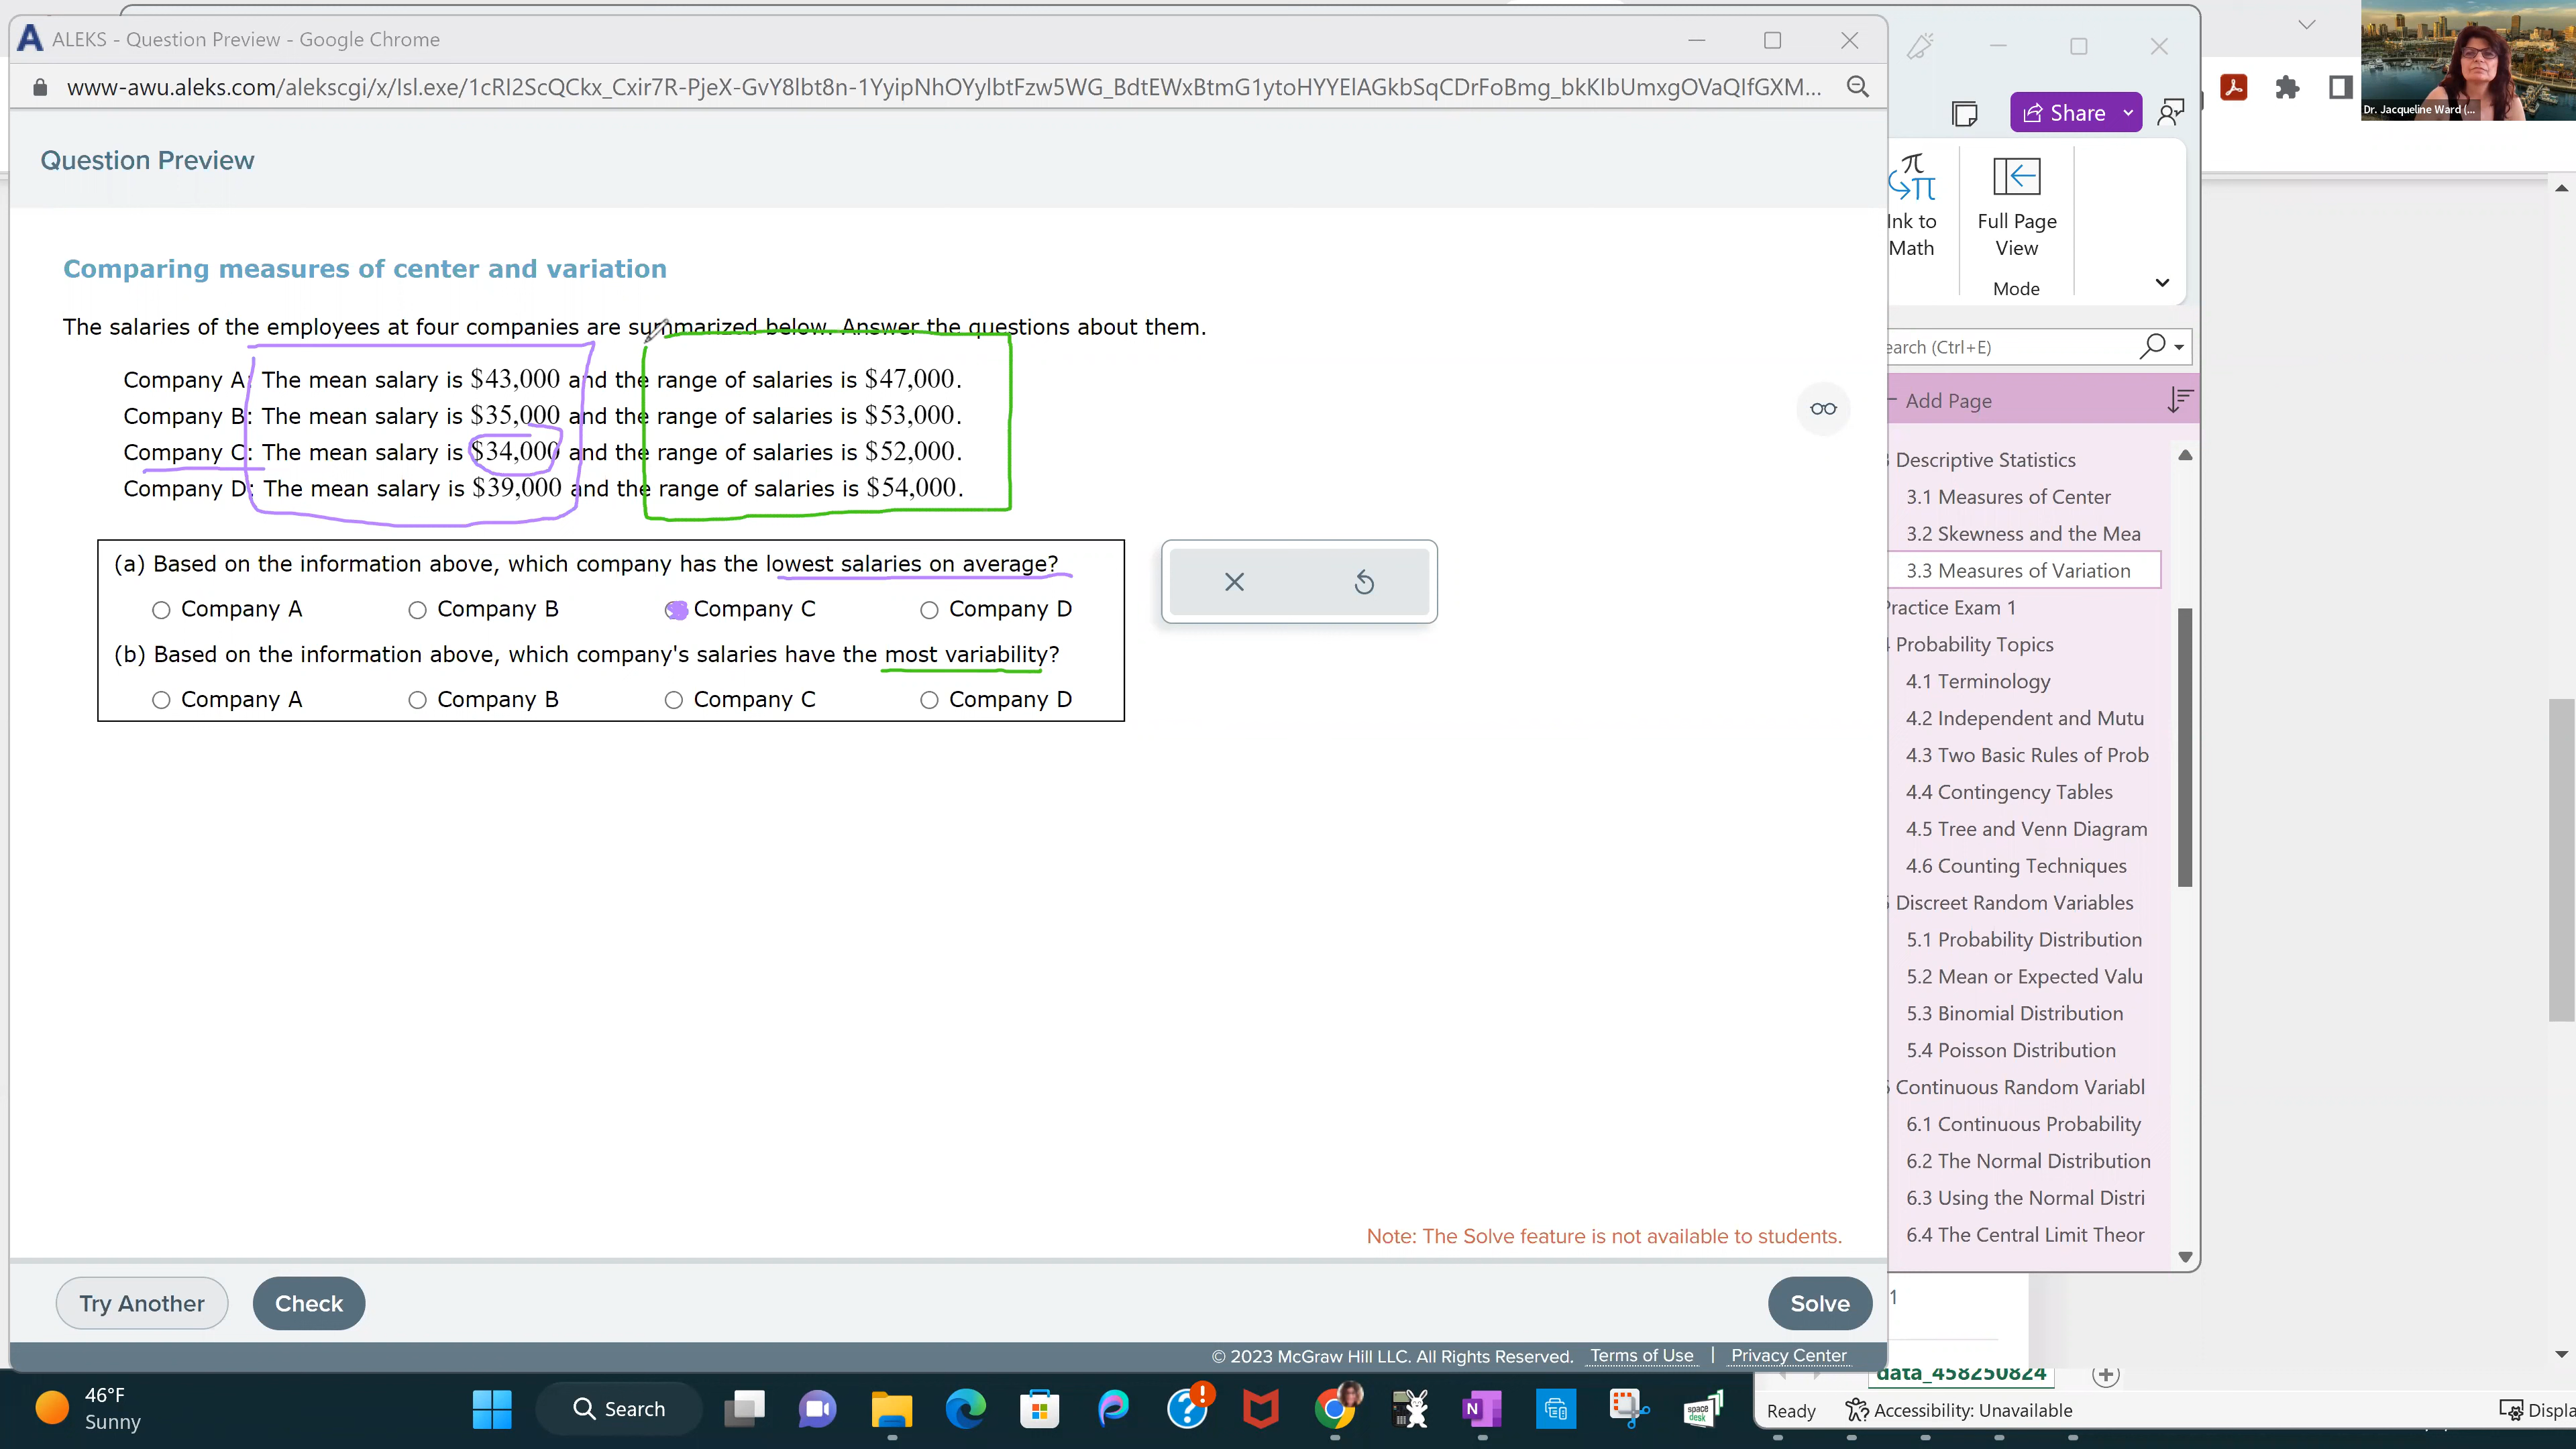 ALEKS - Question Preview - Google Chrome
Dr. Jacqueline Ward (...
Share
Question Preview
Ink to Math
Full Page View
Mode
Comparing measures of center and variation
The salaries of the employees at four companies are summarized below. Answer the questions about them.
Company A: The mean salary is $43,000 and the range of salaries is $47,000.
Company B: The mean salary is $35,000 and the range of salaries is $53,000.
Company C: The mean salary is $34,000 and the range of salaries is $52,000.
Company D: The mean salary is $39,000 and the range of salaries is $54,000.
(a) Based on the information above, which company has the lowest salaries on average?
Company A Company B Company C Company D
(b) Based on the information above, which company's salaries have the most variability?
Company A Company B Company C Company D
earch (Ctrl+E)
Add Page
Descriptive Statistics
3.1 Measures of Center
3.2 Skewness and the Mea
3.3 Measures of Variation
ractice Exam 1
Probability Topics
4.1 Terminology
4.2 Independent and Mutu
4.3 Two Basic Rules of Prob
4.4 Contingency Tables
4.5 Tree and Venn Diagram
4.6 Counting Techniques
Discreet Random Variables
5.1 Probability Distribution
5.2 Mean or Expected Valu
5.3 Binomial Distribution
5.4 Poisson Distribution
Continuous Random Variabl
6.1 Continuous Probability
6.2 The Normal Distribution
6.3 Using the Normal Distri
6.4 The Central Limit Theor
Note: The Solve feature is not available to students.
Try Another Check Solve
1
© 2023 McGraw Hill LLC. All Rights Reserved. Terms of Use | Privacy Center
data_458250824
46°F
Sunny
Search
space desk
Ready Accessibility: Unavailable Displa